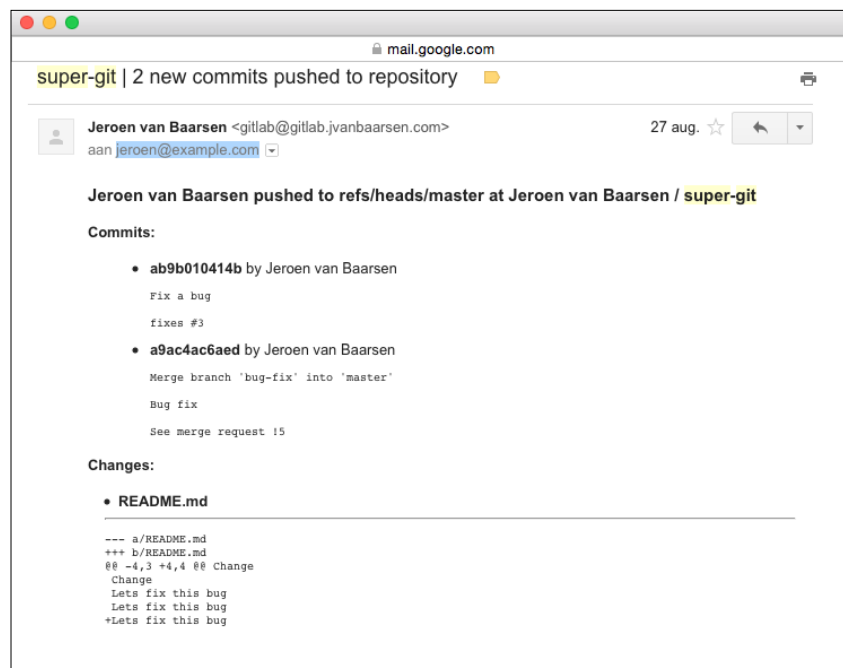 mail.google.com
super-git | 2 new commits pushed to repository
Jeroen van Baarsen <gitlab@gitlab.jvanbaarsen.com>
27 aug.
aan jeroen@example.com
Jeroen van Baarsen pushed to refs/heads/master at Jeroen van Baarsen / super-git
Commits:
• ab9b010414b by Jeroen van Baarsen
Fix a bug
fixes #3
• a9ac4ac6aed by Jeroen van Baarsen
Merge branch 'bug-fix' into 'master'
Bug fix
See merge request !5
Changes:
• README.md
--- a/README.md
+++ b/README.md
@@ -4,3 +4,4 @@ Change
 Change
 Lets fix this bug
 Lets fix this bug
+Lets fix this bug